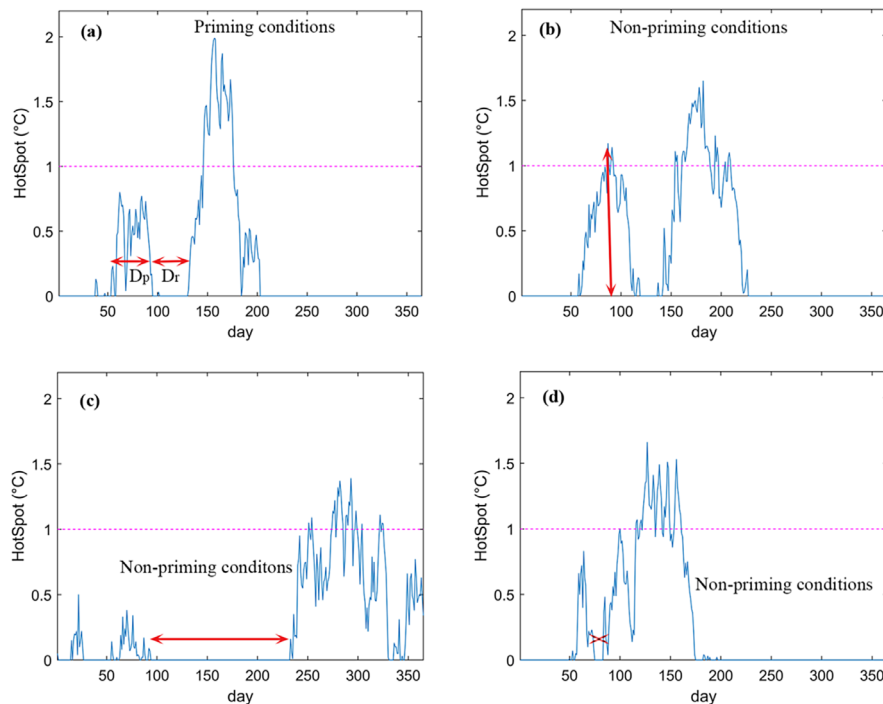 (a)
Priming conditions
2
1.5
1
0.5
0
HotSpot (°C)
Dp
Dr
50 100 150 200 250 300 350
day
(b)
Non-priming conditions
2
1.5
1
0.5
0
HotSpot (°C)
50 100 150 200 250 300 350
day
(c)
2
1.5
1
0.5
0
HotSpot (°C)
Non-priming conditons
50 100 150 200 250 300 350
day
(d)
2
1.5
1
0.5
0
HotSpot (°C)
Non-priming conditions
50 100 150 200 250 300 350
day